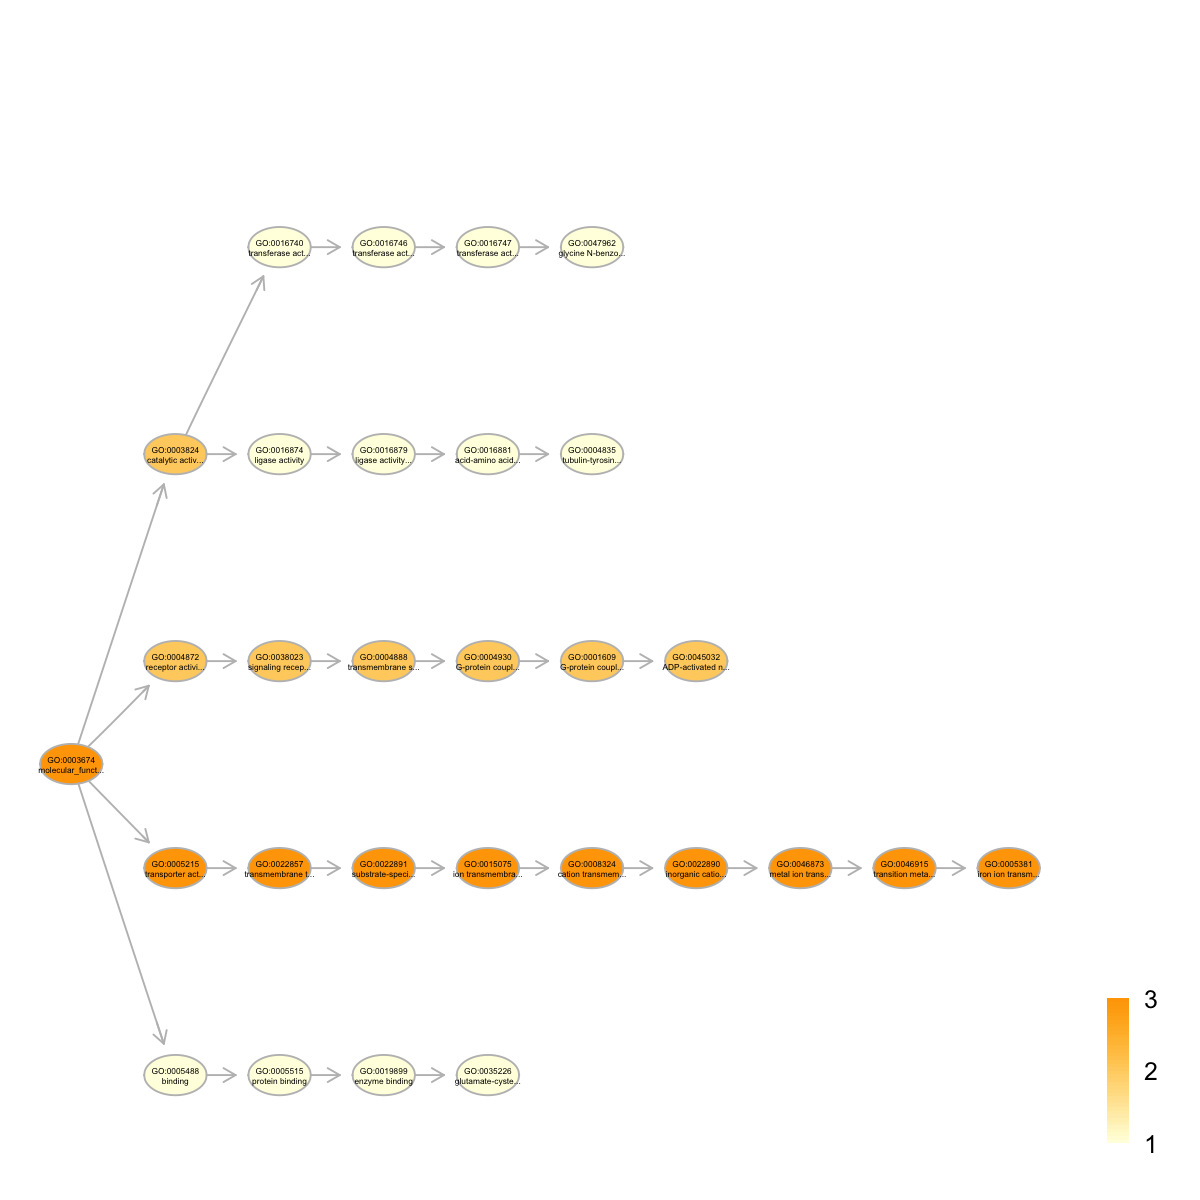 GO:0016740
transferase act...
GO:0016746
transferase act...
GO:0016747
transferase act...
GO:0047962
glycine N-benzo...
GO:0003824
catalytic activ...
GO:0016874
ligase activity
GO:0016879
ligase activity...
GO:0016881
acid-amino acid...
GO:0004835
tubulin-tyrosin...
GO:0004872
receptor activi...
GO:0038023
signaling recep...
GO:0004888
transmembrane s...
GO:0004930
G-protein coupl...
GO:0001609
G-protein coupl...
GO:0045032
ADP-activated n...
GO:0003674
molecular_funct...
GO:0005215
transporter act...
GO:0022857
transmembrane t...
GO:0022891
substrate-speci...
GO:0015075
ion transmembra...
GO:0008324
cation transmem...
GO:0022890
inorganic catio...
GO:0046873
metal ion trans...
GO:0046915
transition meta...
GO:0005381
iron ion transm...
GO:0005488
binding
GO:0005515
protein binding
GO:0019899
enzyme binding
GO:0035226
glutamate-cyste...
3
2
1